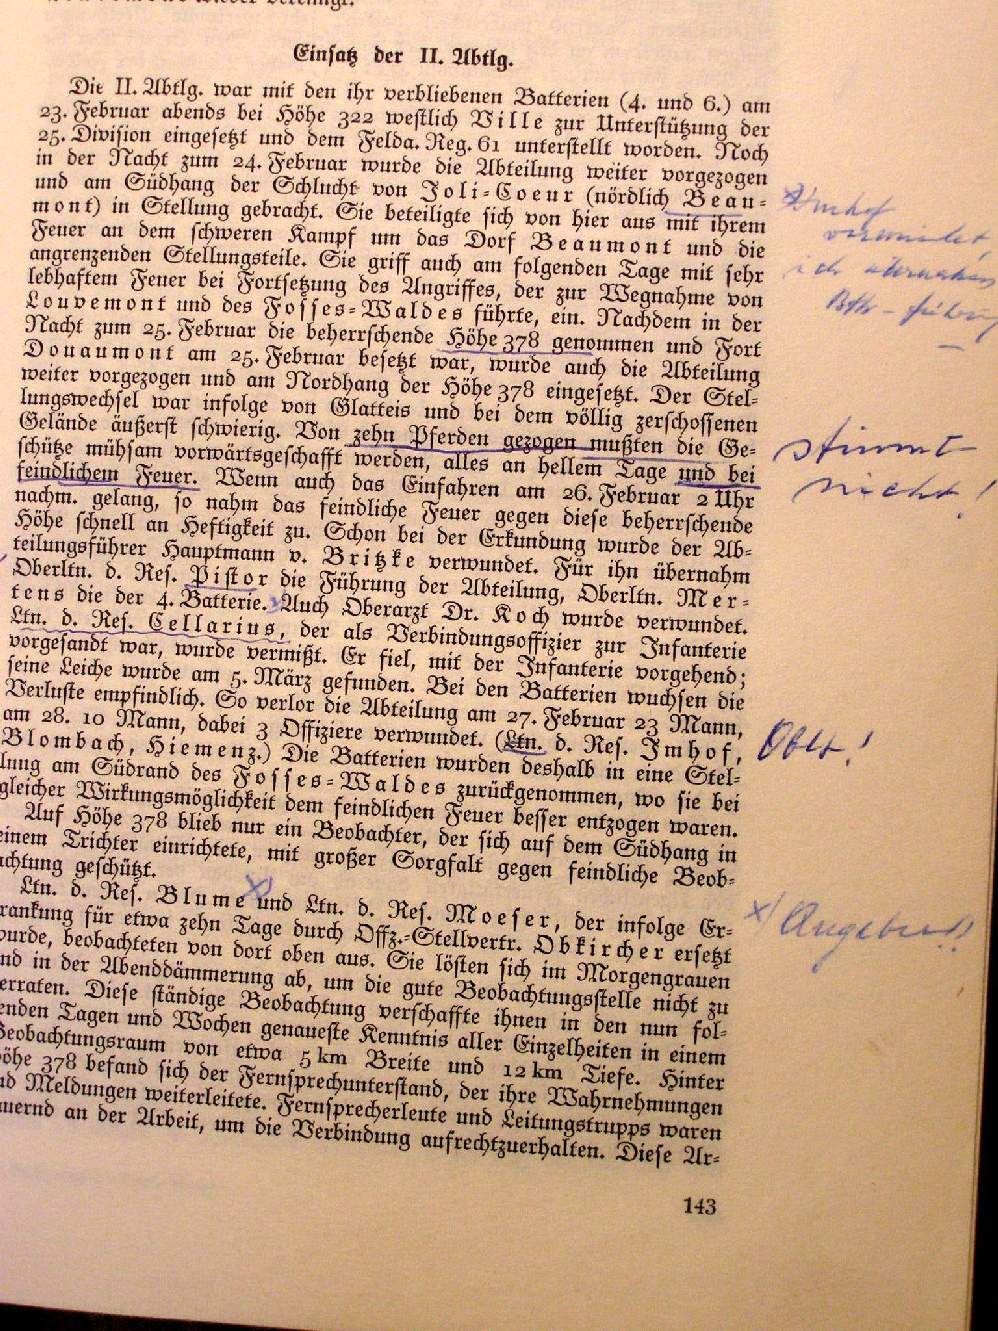 Einsatz der II. Abtlg.
Die II. Abtlg. war mit den ihr verbliebenen Batterien (4. und 6.) am
23. Februar abends bei Höhe 322 westlich Ville zur Unterstützung der
25. Division eingesetzt und dem Felda. Reg. 61 unterstellt worden. Noch
in der Nacht zum 24. Februar wurde die Abteilung weiter vorgezogen
und am Südhang der Schlucht von Joli-Coeur (nördlich Beau-
mont) in Stellung gebracht. Sie beteiligte sich von hier aus mit ihrem
Feuer an dem schweren Kampf um das Dorf Beaumont und die
angrenzenden Stellungsteile. Sie griff auch am folgenden Tage mit sehr
lebhaftem Feuer bei Fortsetzung des Angriffes, der zur Wegnahme von
Louvemont und des Fosses-Waldes führte, ein. Nachdem in der
Nacht zum 25. Februar die beherrschende Höhe 378 genommen und Fort
Douaumont am 25. Februar besetzt war, wurde auch die Abteilung
weiter vorgezogen und am Nordhang der Höhe 378 eingesetzt. Der Stel-
lungswechsel war infolge von Glatteis und bei dem völlig zerschossenen
Gelände äußerst schwierig. Von zehn Pferden gezogen mußten die Ge-
schütze mühsam vorwärtsgeschafft werden, alles an hellem Tage und bei
feindlichem Feuer. Wenn auch das Einfahren am 26. Februar 2 Uhr
nachm. gelang, so nahm das feindliche Feuer gegen diese beherrschende
Höhe schnell an Heftigkeit zu. Schon bei der Erkundung wurde der Ab-
teilungsführer Hauptmann v. Britzke verwundet. Für ihn übernahm
Oberltn. d. Res. Pistor die Führung der Abteilung, Oberltn. Mer-
tens die der 4. Batterie. Auch Oberarzt Dr. Koch wurde verwundet.
Ltn. d. Res. Cellarius, der als Verbindungsoffizier zur Infanterie
vorgesandt war, wurde vermißt. Er fiel, mit der Infanterie vorgehend;
seine Leiche wurde am 5. März gefunden. Bei den Batterien wuchsen die
Verluste empfindlich. So verlor die Abteilung am 27. Februar 23 Mann,
am 28. 10 Mann, dabei 3 Offiziere verwundet. (Ltn. d. Res. Imhof,
Blombach, Hiemenz.) Die Batterien wurden deshalb in eine Stel-
lung am Südrand des Fosses-Waldes zurückgenommen, wo sie bei
gleicher Wirkungsmöglichkeit dem feindlichen Feuer besser entzogen waren.
Auf Höhe 378 blieb nur ein Beobachter, der sich auf dem Südhang in
einem Trichter einrichtete, mit großer Sorgfalt gegen feindliche Beob-
achtung geschützt.
Ltn. d. Res. Blume und Ltn. d. Res. Moeser, der infolge Er-
rankung für etwa zehn Tage durch Offz.-Stellvertr. Obkircher ersetzt
wurde, beobachteten von dort oben aus. Sie lösten sich im Morgengrauen
und in der Abenddämmerung ab, um die gute Beobachtungsstelle nicht zu
verraten. Diese ständige Beobachtung verschaffte ihnen in den nun fol-
enden Tagen und Wochen genaueste Kenntnis aller Einzelheiten in einem
Beobachtungsraum von etwa 5 km Breite und 12 km Tiefe. Hinter
Höhe 378 befand sich der Fernsprechunterstand, der ihre Wahrnehmungen
nd Meldungen weiterleitete. Fernsprecherleute und Leitungstrupps waren
uernd an der Arbeit, um die Verbindung aufrechtzuerhalten. Diese Ar-
143
Imhof
verwundet,
ich übernahm
Bttr-führung
stimmt
nicht!
Oblt.!
x/ Angeber!!